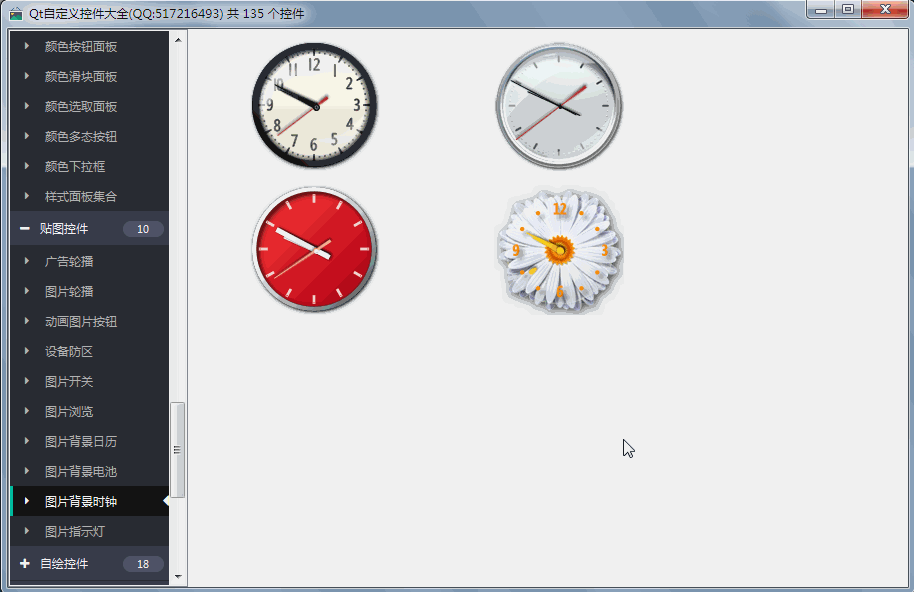 Qt自定义控件大全(QQ:517216493) 共 135 个控件
颜色按钮面板
颜色滑块面板
颜色选取面板
颜色多态按钮
颜色下拉框
样式面板集合
贴图控件 10
广告轮播
图片轮播
动画图片按钮
设备防区
图片开关
图片浏览
图片背景日历
图片背景电池
图片背景时钟
图片指示灯
自绘控件 18
12
1
2
3
4
5
6
7
8
9
10
11
12
3
6
9